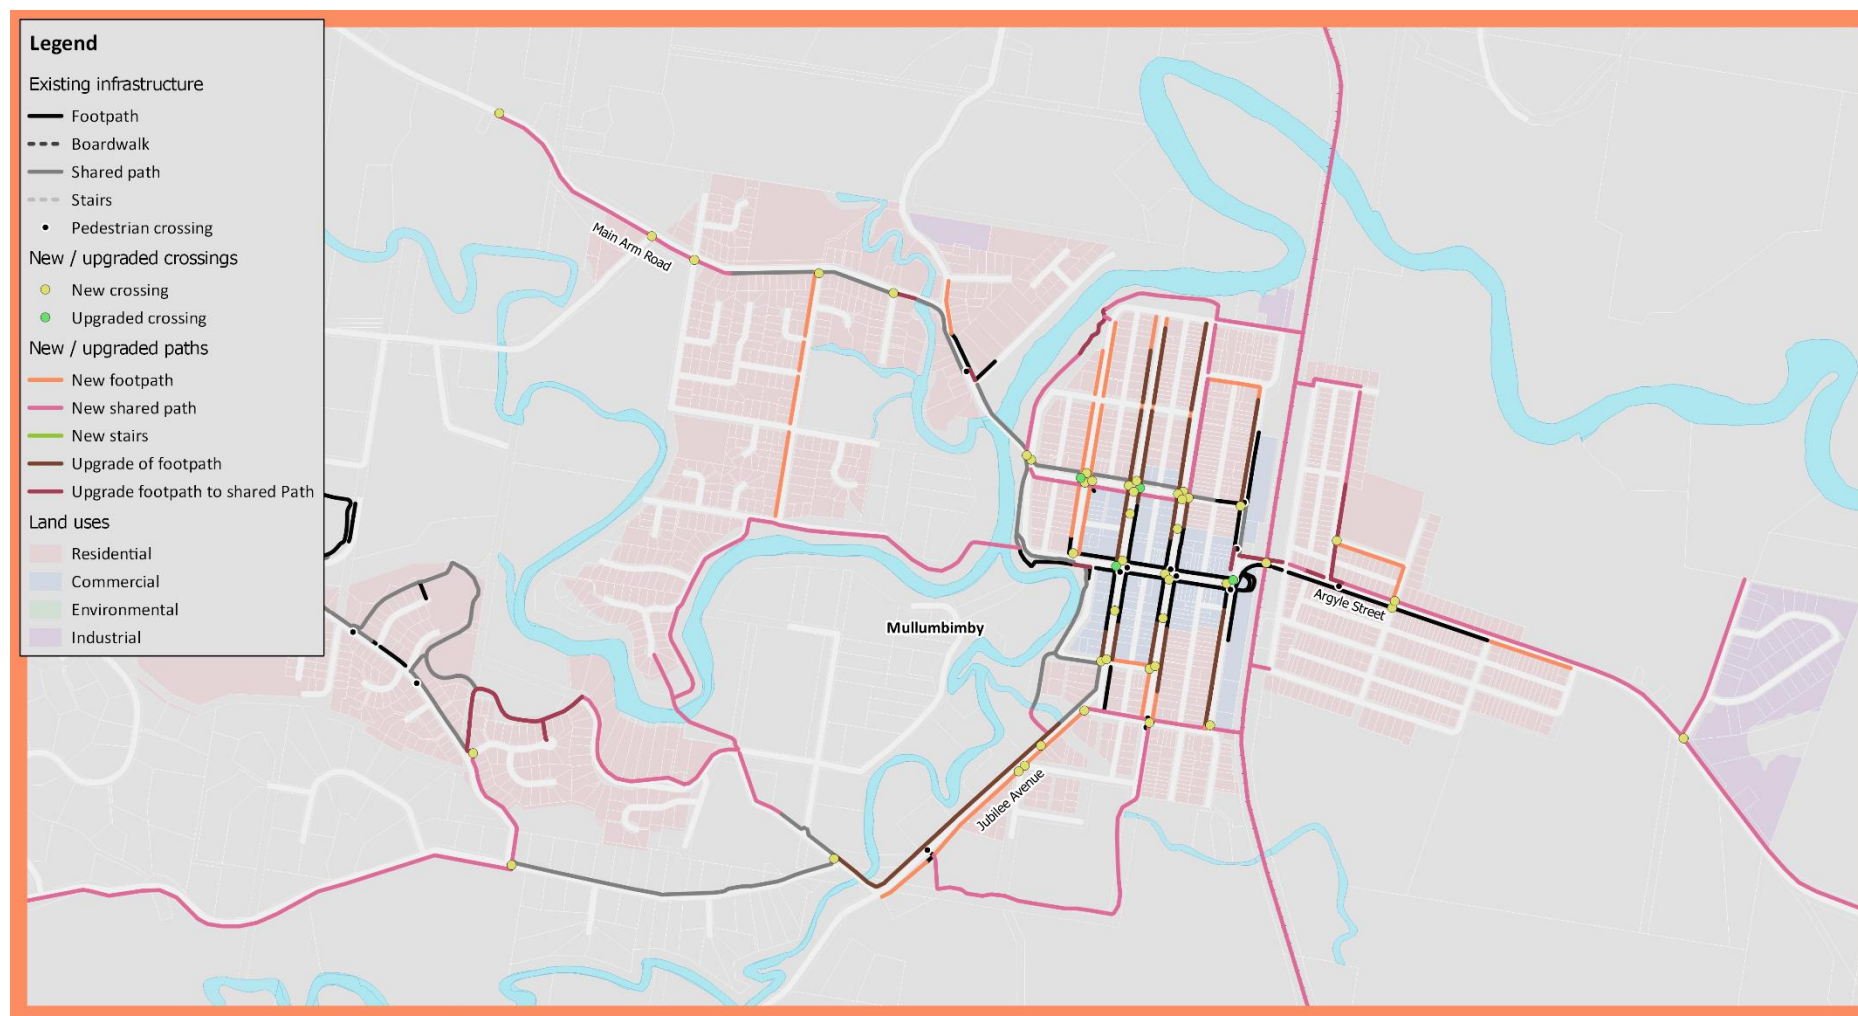 Legend
Existing infrastructure
Footpath
Boardwalk
Shared path
Stairs
Pedestrian crossing
New / upgraded crossings
New crossing
Upgraded crossing
New / upgraded paths
New footpath
New shared path
New stairs
Upgrade of footpath
Upgrade footpath to shared Path
Land uses
Residential
Commercial
Environmental
Industrial
Main Arm Road
Argyle Street
Mullumbimby
Jubilee Avenue